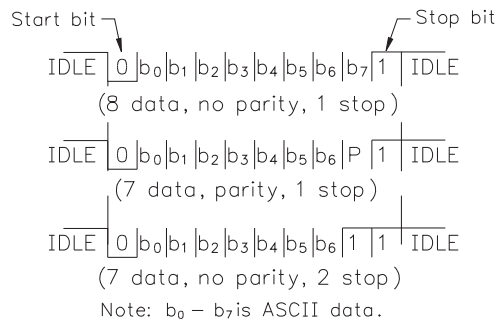 Start bit Stop bit
IDLE 0 b₀ b₁ b₂ b₃ b₄ b₅ b₆ b₇ 1 IDLE
(8 data, no parity, 1 stop)
IDLE 0 b₀ b₁ b₂ b₃ b₄ b₅ b₆ P 1 IDLE
(7 data, parity, 1 stop)
IDLE 0 b₀ b₁ b₂ b₃ b₄ b₅ b₆ 1 1 IDLE
(7 data, no parity, 2 stop)
Note: b₀ – b₇ is ASCII data.